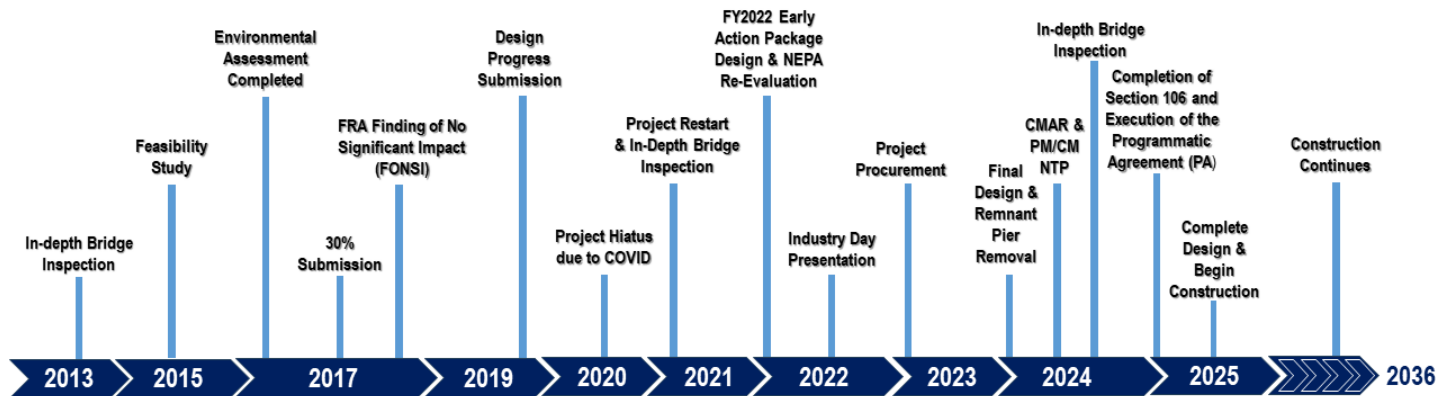 In-depth Bridge
Inspection
Feasibility
Study
Environmental
Assessment
Completed
30%
Submission
FRA Finding of No
Significant Impact
(FONSI)
Design
Progress
Submission
Project Hiatus
due to COVID
Project Restart
& In-Depth Bridge
Inspection
FY2022 Early
Action Package
Design & NEPA
Re-Evaluation
Industry Day
Presentation
Project
Procurement
Final
Design &
Remnant
Pier
Removal
CMAR &
PM/CM
NTP
In-depth Bridge
Inspection
Completion of
Section 106 and
Execution of the
Programmatic
Agreement (PA)
Complete
Design &
Begin
Construction
Construction
Continues
2013
2015
2017
2019
2020
2021
2022
2023
2024
2025
2036